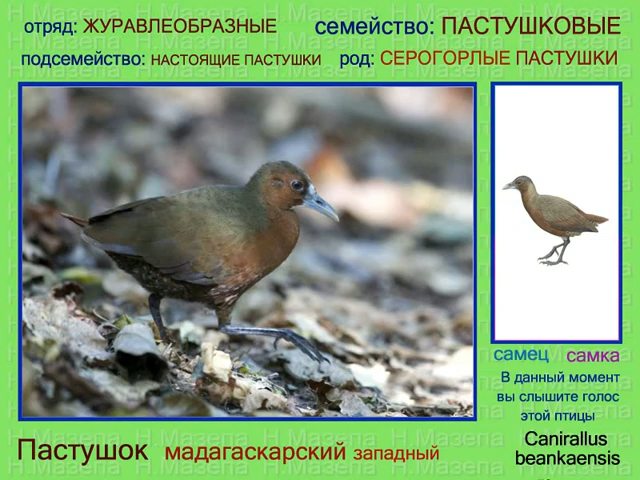 отряд: ЖУРАВЛЕОБРАЗНЫЕ семейство: ПАСТУШКОВЫЕ
подсемейство: НАСТОЯЩИЕ ПАСТУШКИ род: СЕРОГОРЛЫЕ ПАСТУШКИ
самец самка
В данный момент
вы слышите голос
этой птицы
Canirallus
beankaensis
Пастушок мадагаскарский западный
Н.Мазепа